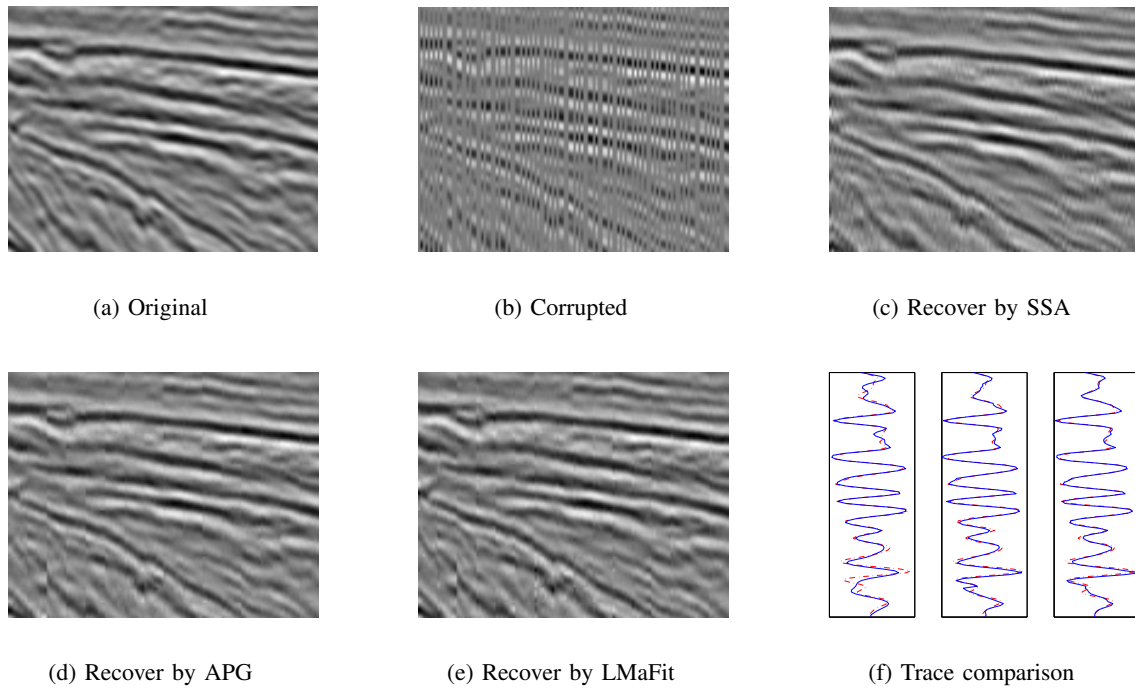 (a) Original
(b) Corrupted
(c) Recover by SSA
(d) Recover by APG
(e) Recover by LMaFit
(f) Trace comparison